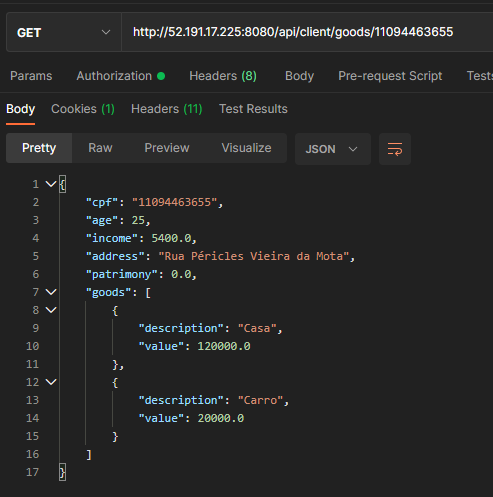 GET http://52.191.17.225:8080/api/client/goods/11094463655
Params Authorization Headers (8) Body Pre-request Script Tests
Body Cookies (1) Headers (11) Test Results
Pretty Raw Preview Visualize JSON
1 {
2 "cpf": "11094463655",
3 "age": 25,
4 "income": 5400.0,
5 "address": "Rua Péricles Vieira da Mota",
6 "patrimony": 0.0,
7 "goods": [
8 {
9 "description": "Casa",
10 "value": 120000.0
11 },
12 {
13 "description": "Carro",
14 "value": 20000.0
15 }
16 ]
17 }